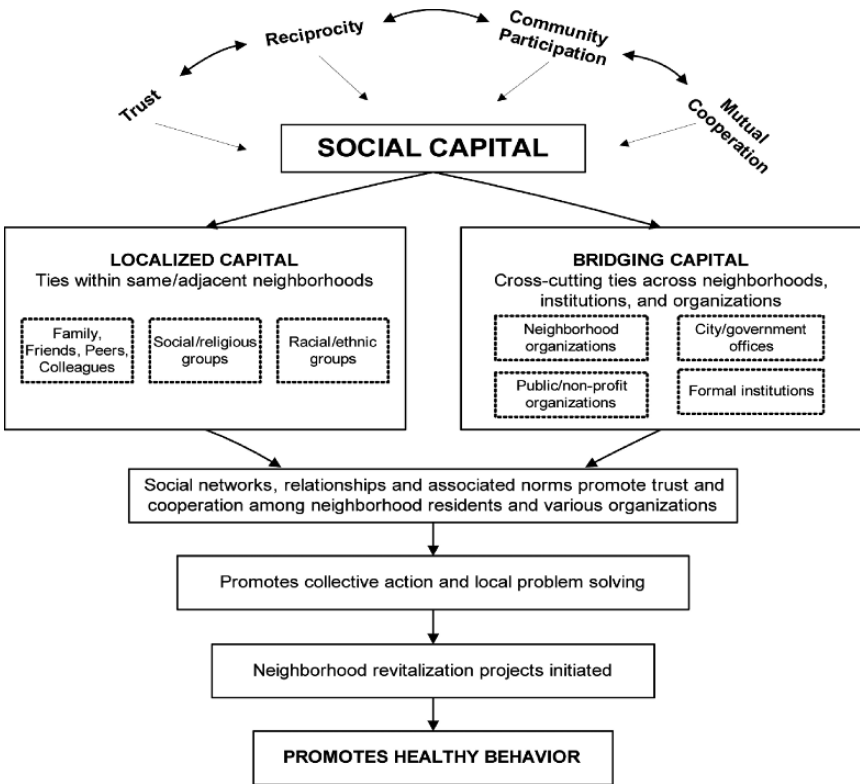 Reciprocity
Community
Participation
Trust
Mutual
Cooperation
SOCIAL CAPITAL
LOCALIZED CAPITAL
Ties within same/adjacent neighborhoods
Family,
Friends, Peers,
Colleagues
Social/religious
groups
Racial/ethnic
groups
BRIDGING CAPITAL
Cross-cutting ties across neighborhoods,
institutions, and organizations
Neighborhood
organizations
City/government
offices
Public/non-profit
organizations
Formal institutions
Social networks, relationships and associated norms promote trust and
cooperation among neighborhood residents and various organizations
Promotes collective action and local problem solving
Neighborhood revitalization projects initiated
PROMOTES HEALTHY BEHAVIOR